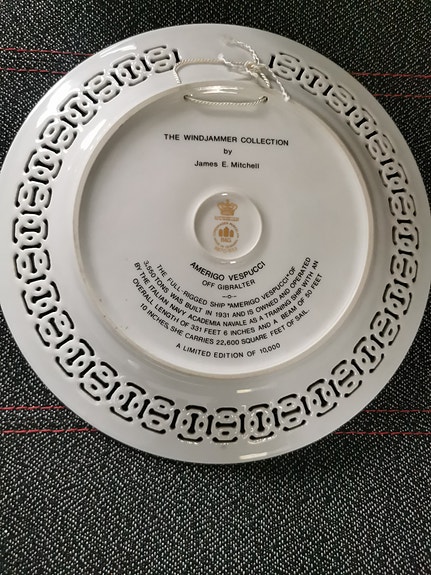 THE WINDJAMMER COLLECTION
by
James E. Mitchell
AMERIGO VESPUCCI
OFF GIBRALTER
—o—
THE FULL-RIGGED SHIP "AMERIGO VESPUCCI" OF
3,550 TONS WAS BUILT IN 1931 AND IS OWNED AND OPERATED
BY THE ITALIAN NAVY ACADEMIA NAVALE AS A TRAINING SHIP WITH AN
OVERALL LENGTH OF 331 FEET 6 INCHES AND A BEAM OF 50 FEET
10 INCHES, SHE CARRIES 22,600 SQUARE FEET OF SAIL.
A LIMITED EDITION OF 10,000